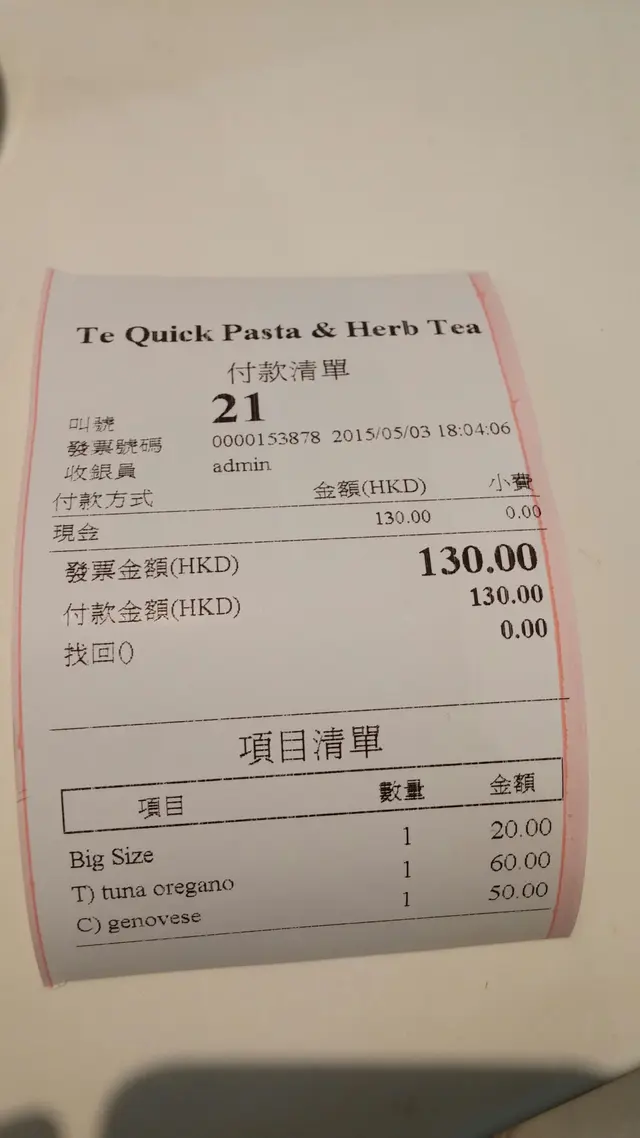 Te Quick Pasta & Herb Tea
付款清單
叫號 21
發票號碼 0000153878 2015/05/03 18:04:06
收銀員 admin
付款方式 金額(HKD) 小費
現金 130.00 0.00
發票金額(HKD) 130.00
付款金額(HKD) 130.00
找回() 0.00
項目清單
項目 數量 金額
Big Size 1 20.00
T) tuna oregano 1 60.00
C) genovese 1 50.00